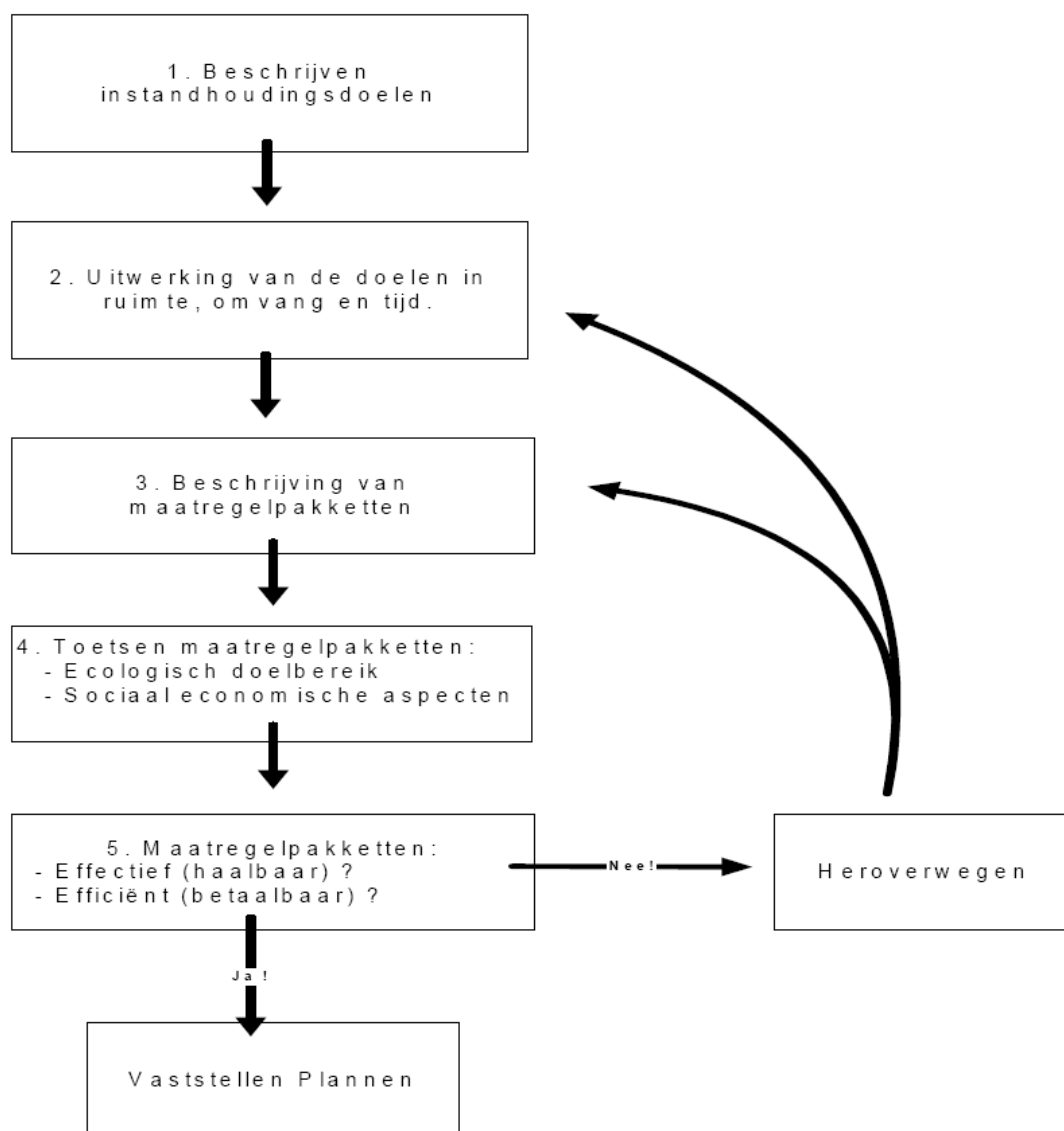 1. Beschrijven
instandhoudingsdoelen
2. Uitwerking van de doelen in
ruimte, omvang en tijd.
3. Beschrijving van
maatregelpakketten
4. Toetsen maatregelpakketten:
- Ecologisch doelbereik
- Sociaal economische aspecten
5. Maatregelpakketten:
- Effectief (haalbaar) ?
- Efficiënt (betaalbaar) ?
Nee!
Heroverwegen
Ja!
Vaststellen Plannen